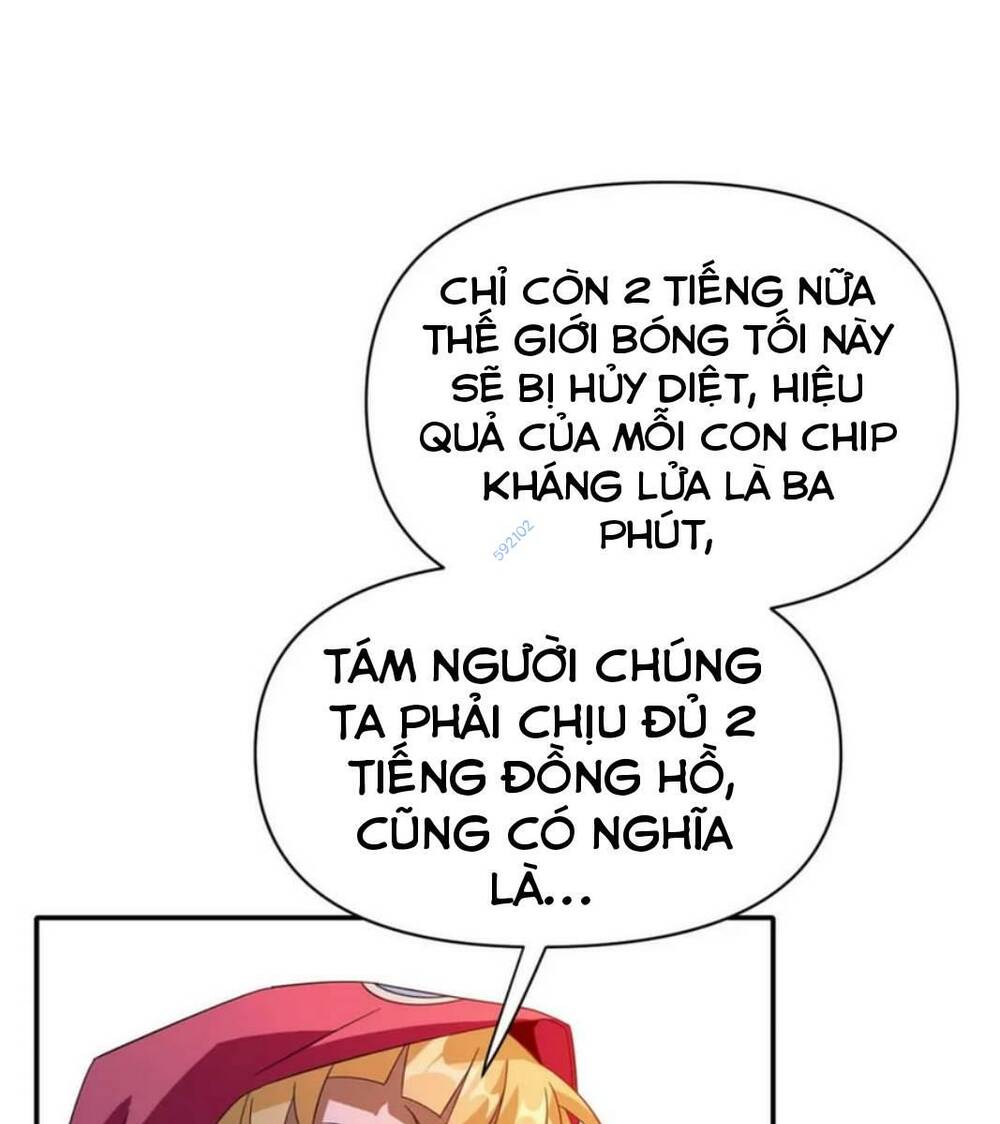 CHỈ CÒN 2 TIẾNG NỮA
THẾ GIỚI BÓNG TỐI NÀY
SẼ BỊ HỦY DIỆT, HIỆU
QUẢ CỦA MỖI CON CHIP
KHÁNG LỬA LÀ BA
PHÚT,
592102
TÁM NGƯỜI CHÚNG
TA PHẢI CHỊU ĐỦ 2
TIẾNG ĐỒNG HỒ,
CŨNG CÓ NGHĨA
LÀ...